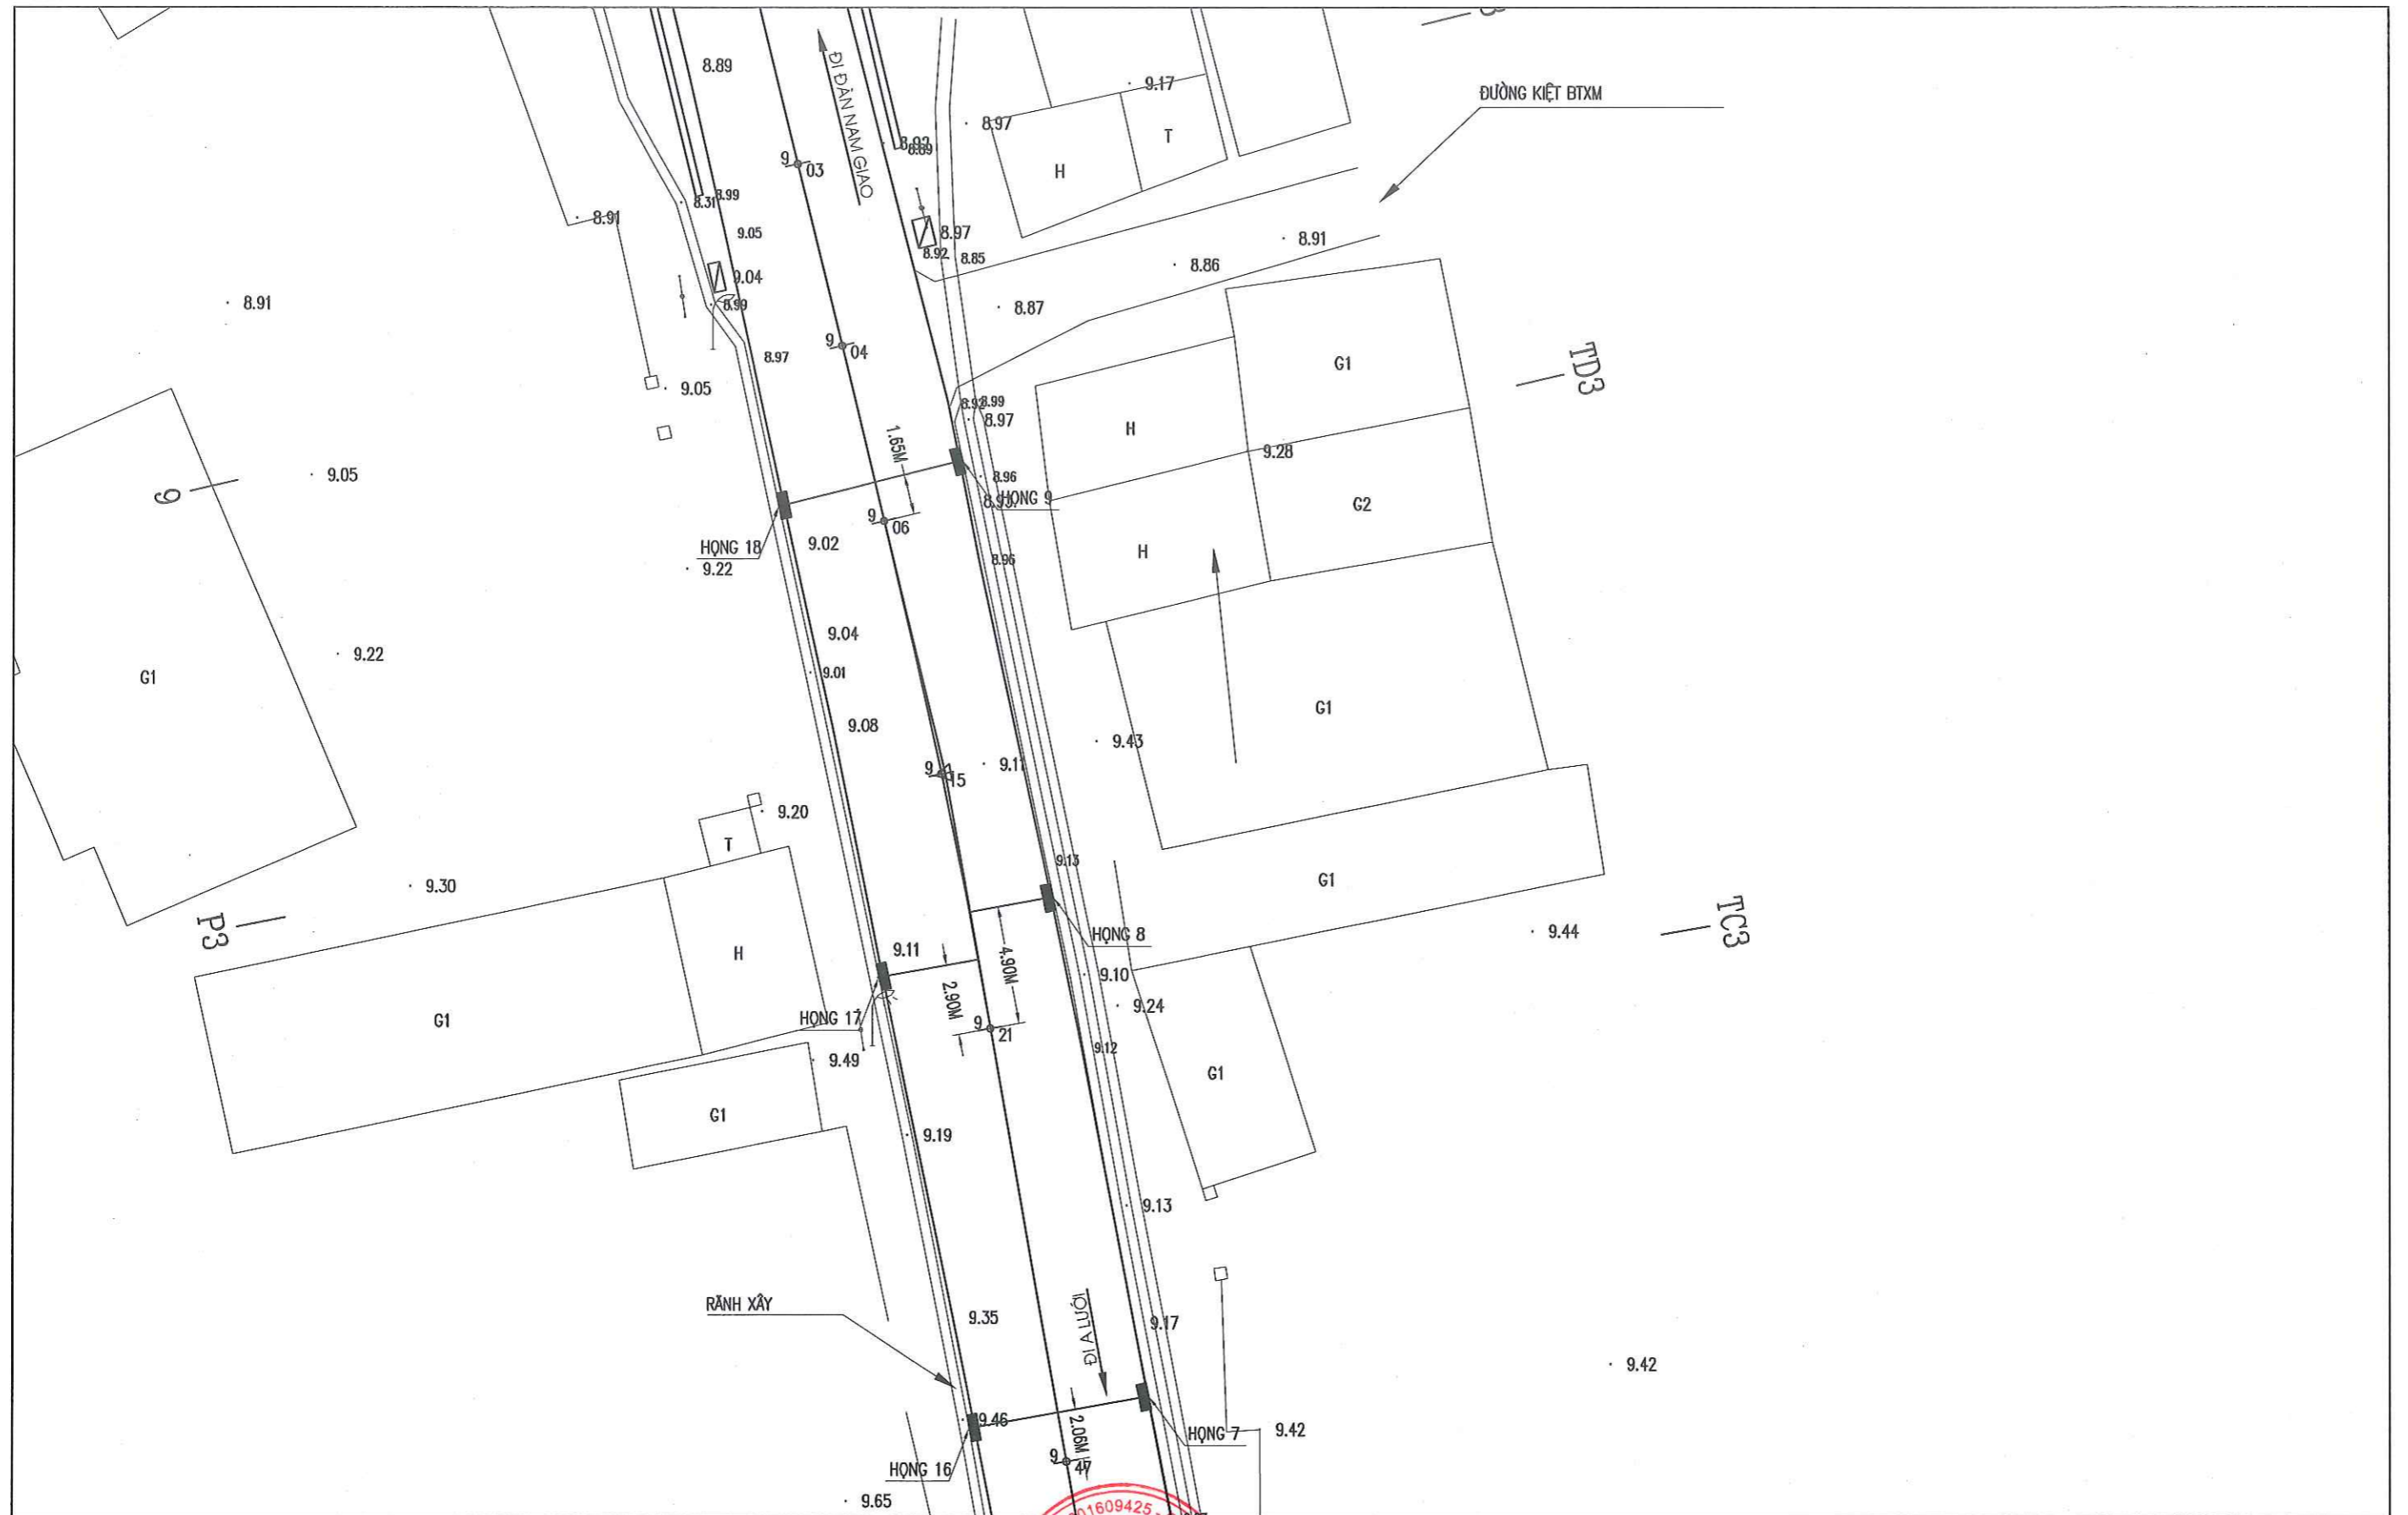 3
8.89
ĐI ĐÀN NAM GIAO
9.17
ĐƯỜNG KIỆT BTXM
8.97
T
8.92
8.89
9
03
H
8.31
8.99
8.91
9.05
8.97
8.91
8.92
8.85
8.86
9.04
8.91
8.99
8.87
9
04
8.97
G1
TD3
9.05
8.92
8.99
8.97
H
1.65M
9.28
9
9.05
8.96
HỌNG 9
G2
9
06
HỌNG 18
9.02
H
8.96
9.22
9.04
9.22
9.01
G1
G1
9.08
9.43
9.11
9
15
9.20
T
9.13
9.30
G1
P3
TC3
9.11
HỌNG 8
9.44
H
4.90M
9.10
2.90M
9.24
G1
HỌNG 17
9
21
9.12
9.49
G1
G1
9.19
9.13
RÃNH XÂY
9.35
ĐI A LƯỚI
9.17
9.42
9.46
2.06M
HỌNG 7
9.42
9
47
HỌNG 16
9.65
01609425